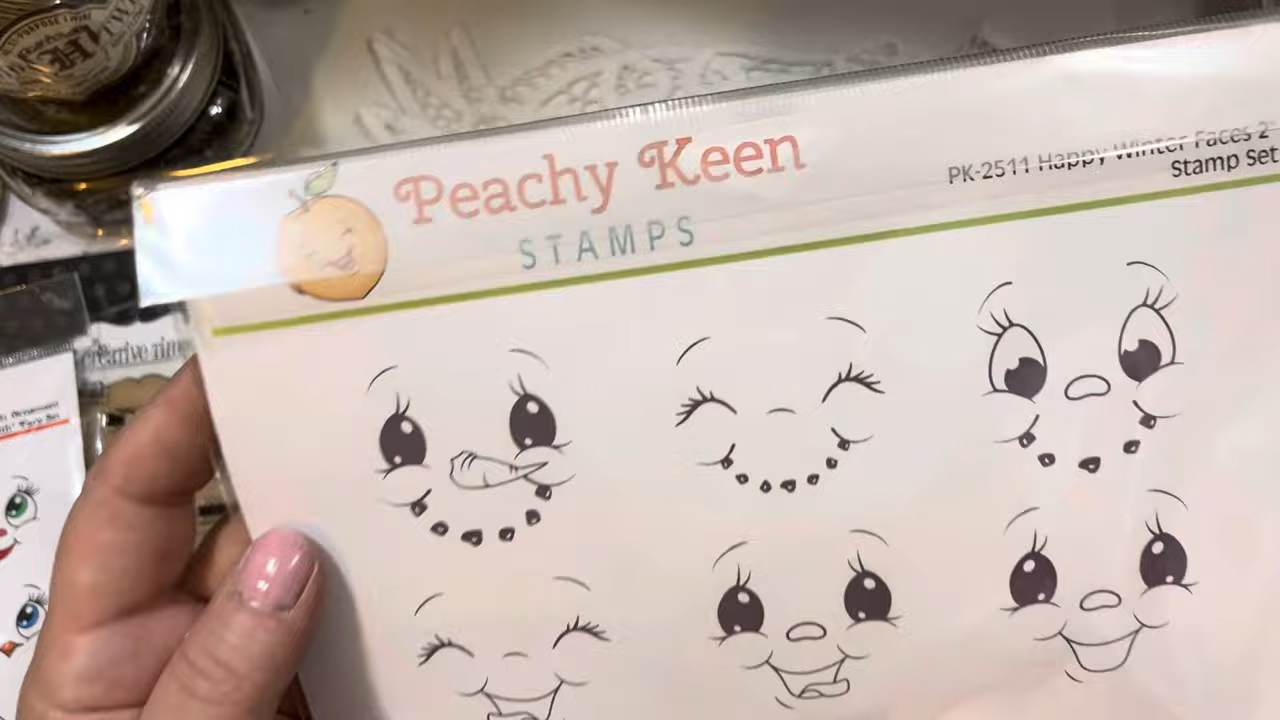 Peachy Keen
STAMPS
PK-2511 Happy Winter Faces 2
Stamp Set
creative